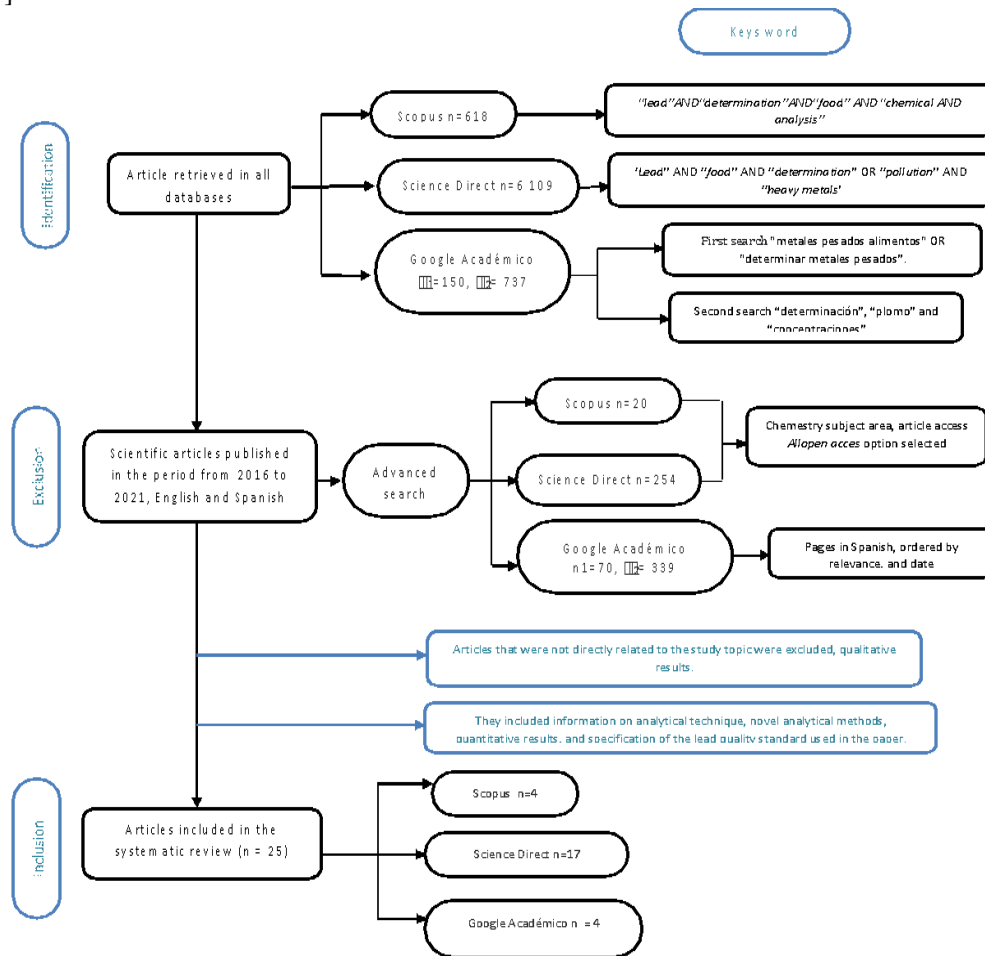 ]
Keys word
Identification
Article retrieved in all
databases
Scopus n=618
"lead"AND"determination"AND"food" AND "chemical AND
analysis"
Science Direct n=6 109
"Lead" AND "food" AND "determination" OR "pollution" AND
"heavy metals'
Google Académico
=150, = 737
First search "metales pesados alimentos" OR
"determinar metales pesados".
Second search "determinación", "plomo" and
"concentraciones"
Exclusion
Scientific articles published
in the period from 2016 to
2021, English and Spanish
Advanced
search
Scopus n=20
Science Direct n=254
Chemestry subject area, article access
Allopen acces option selected
Google Académico
n1=70, = 339
Pages in Spanish, ordered by
relevance. and date
Articles that were not directly related to the study topic were excluded, qualitative
results.
They included information on analytical technique, novel analytical methods,
quantitative results. and specification of the lead quality standard used in the paper.
Inclusion
Articles included in the
systematic review (n = 25)
Scopus n=4
Science Direct n=17
Google Académico n = 4